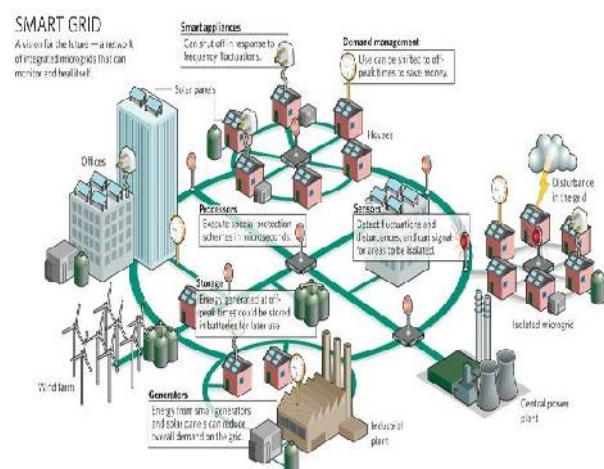 SMART GRID
A vision for the future — a network
of integrated microgrids that can
monitor and heal itself.
Smart appliances
Can shut off in response to
frequency fluctuations.
Demand management
Use can be shifted to off-
peak times to save money.
Solar panels
Houses
Offices
Disturbance
in the grid
Processors
Execute special protection
schemes in microseconds.
Sensors
Detect fluctuations and
disturbances, and can signal
for areas to be isolated.
Storage
Energy generated at off-
peak times could be stored
in batteries for later use.
Isolated microgrid
Wind farm
Generators
Energy from small generators
and solar panels can reduce
overall demand on the grid.
Industrial
plant
Central power
plant